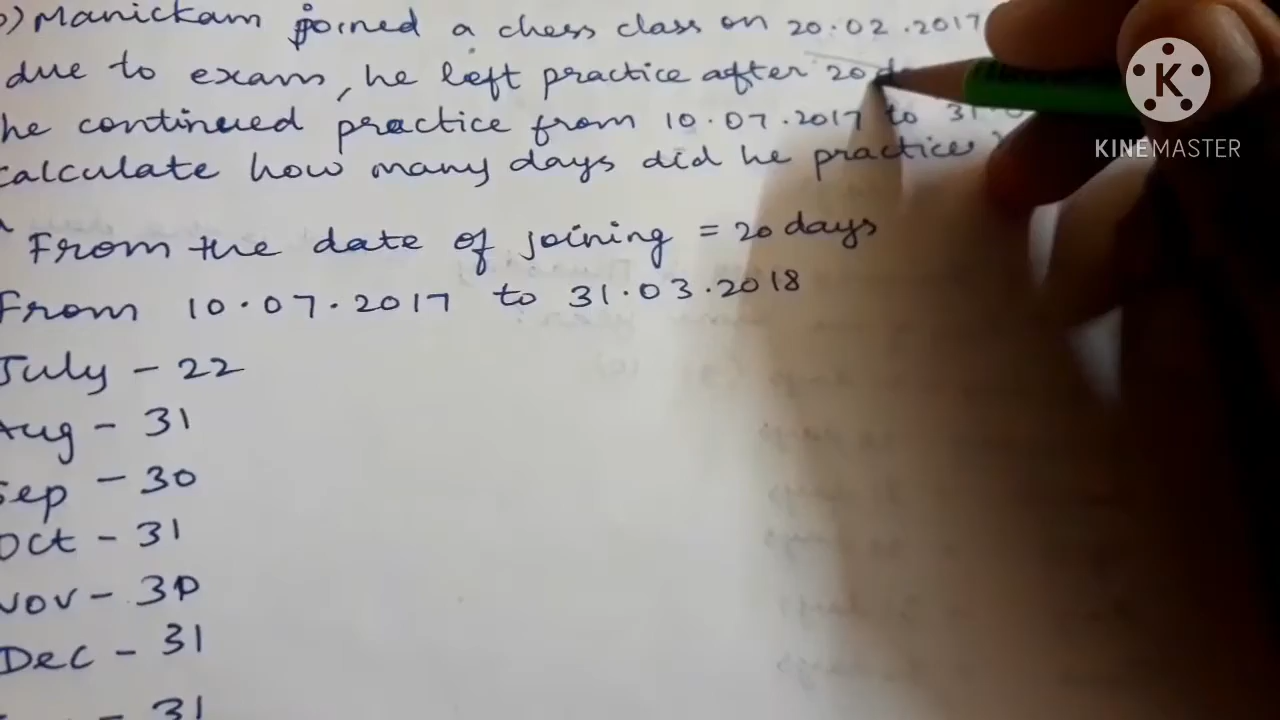 ) Manickam joined a chess class on 20.02.2017
due to exam, he left practice after 20
he continued practice from 10.07.2017 to 31
calculate how many days did he practice?
From the date of joining = 20 days
From 10.07.2017 to 31.03.2018
July - 22
Aug - 31
Sep - 30
Oct - 31
Nov - 30
Dec - 31
- 31
K
KINEMASTER